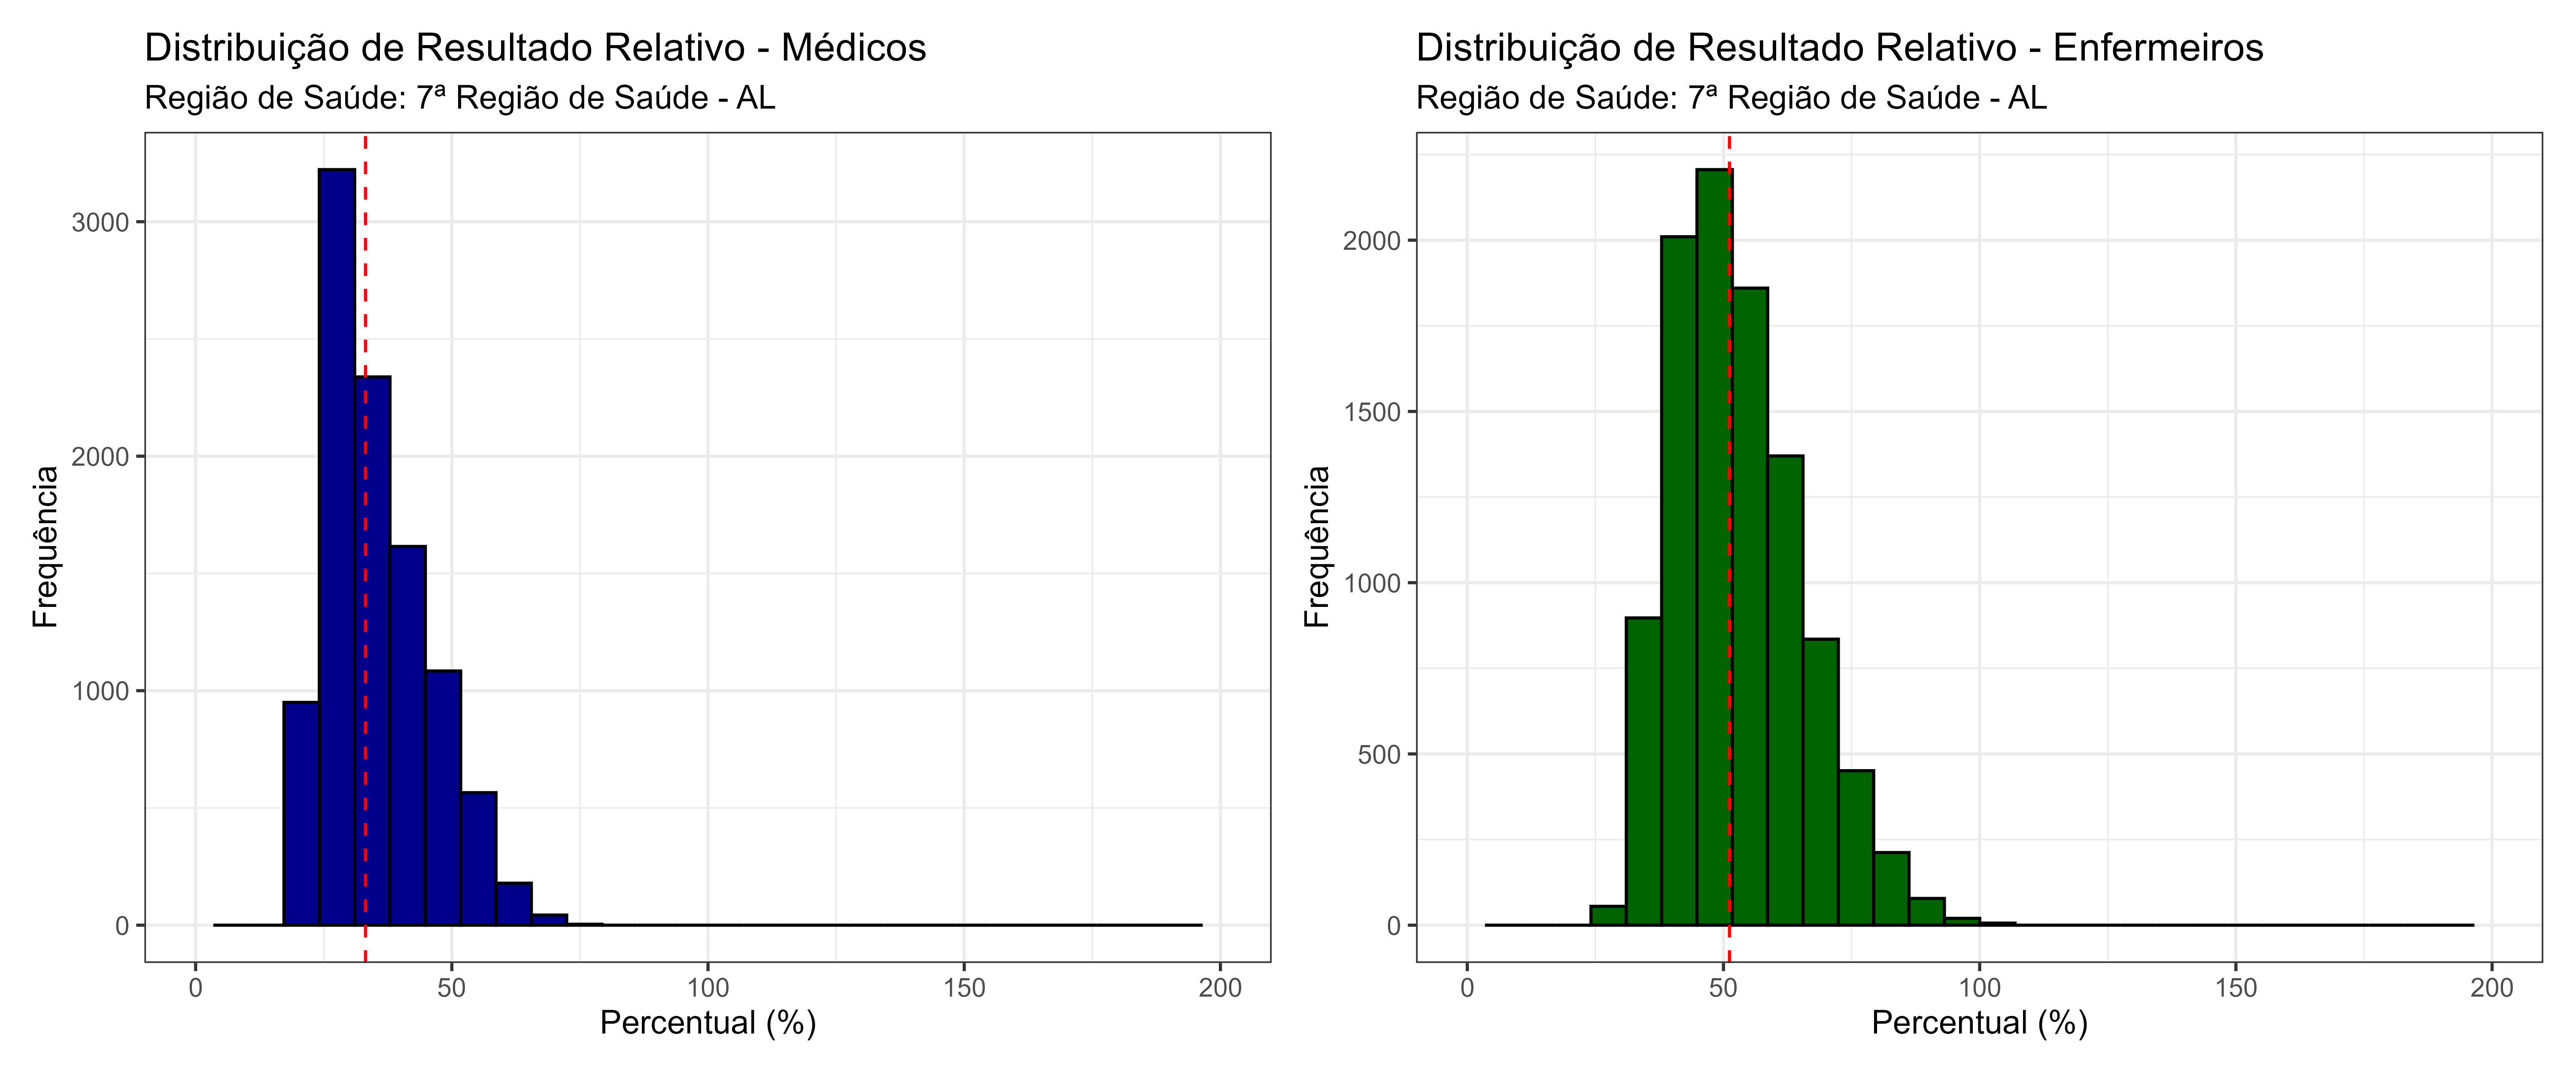 Distribuição de Resultado Relativo - Médicos
Região de Saúde: 7ª Região de Saúde - AL
Frequência
3000
2000
1000
0
0 50 100 150 200
Percentual (%)
Distribuição de Resultado Relativo - Enfermeiros
Região de Saúde: 7ª Região de Saúde - AL
Frequência
2000
1500
1000
500
0
0 50 100 150 200
Percentual (%)